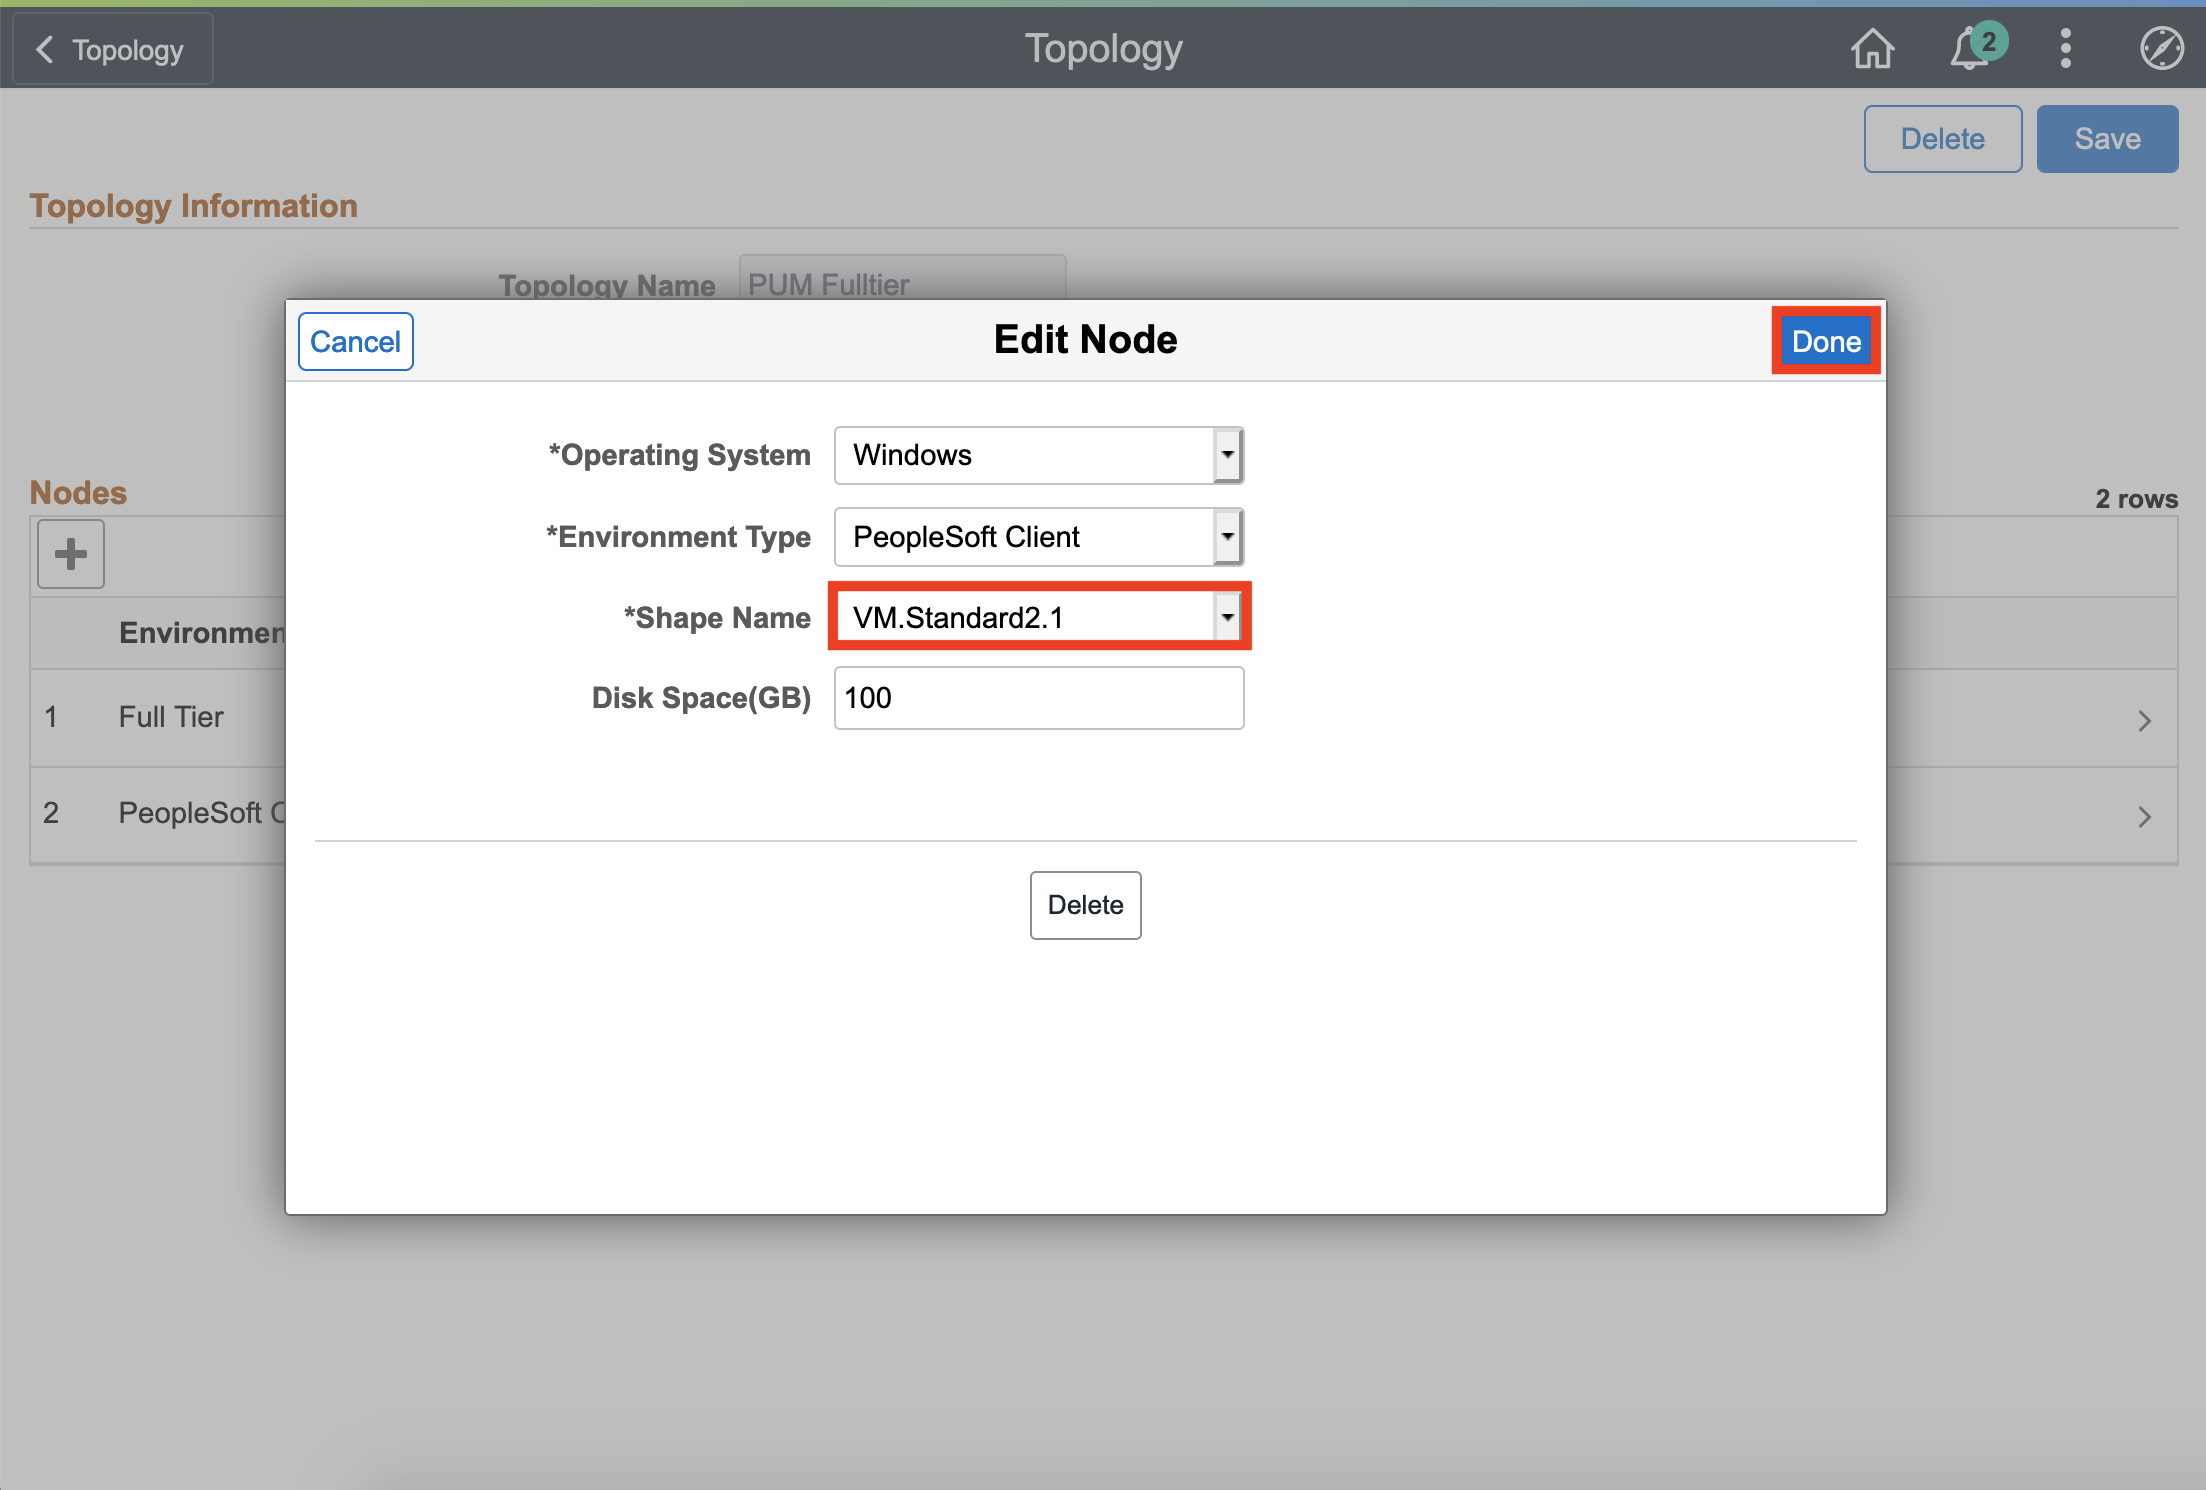 Topology
Topology
2
Delete
Save
Topology Information
Topology Name
PUM Fulltier
Cancel
Edit Node
Done
*Operating System
Windows
*Environment Type
PeopleSoft Client
*Shape Name
VM.Standard2.1
Disk Space(GB)
100
Delete
Nodes
2 rows
Environmen
1 Full Tier
2 PeopleSoft C